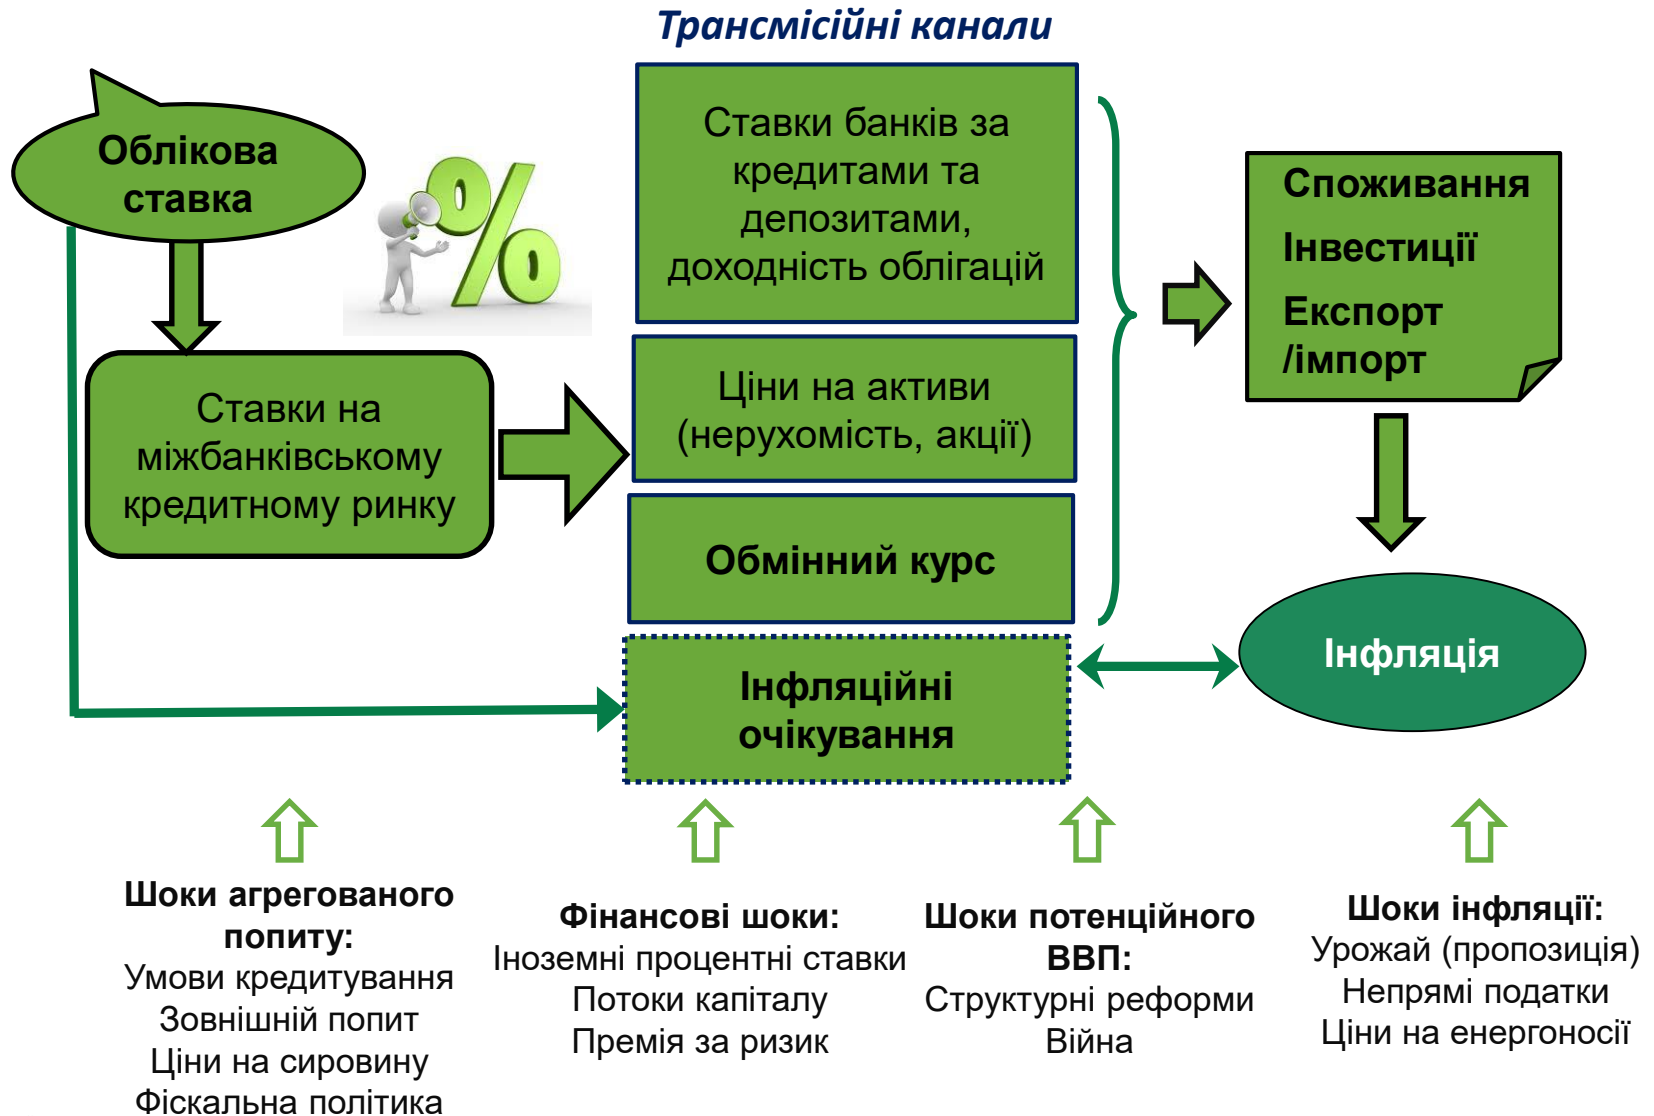 Трансмісійні канали
Облікова
ставка
Ставки на
міжбанківському
кредитному ринку
Ставки банків за
кредитами та
депозитами,
доходність облігацій
Ціни на активи
(нерухомість, акції)
Обмінний курс
Інфляційні
очікування
Споживання
Інвестиції
Експорт
/імпорт
Інфляція
Шоки агрегованого
попиту:
Умови кредитування
Зовнішній попит
Ціни на сировину
Фіскальна політика
Фінансові шоки:
Іноземні процентні ставки
Потоки капіталу
Премія за ризик
Шоки потенційного
ВВП:
Структурні реформи
Війна
Шоки інфляції:
Урожай (пропозиція)
Непрямі податки
Ціни на енергоносії